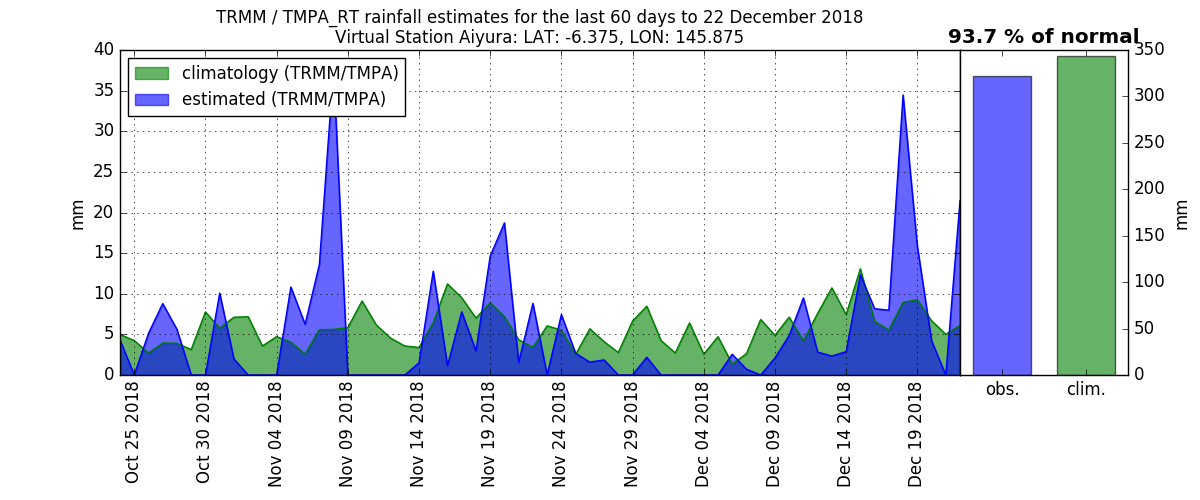 TRMM / TMPA_RT rainfall estimates for the last 60 days to 22 December 2018
Virtual Station Aiyura: LAT: -6.375, LON: 145.875
93.7 % of normal
climatology (TRMM/TMPA)
estimated (TRMM/TMPA)
40
35
30
25
20
15
10
5
0
mm
Oct 25 2018
Oct 30 2018
Nov 04 2018
Nov 09 2018
Nov 14 2018
Nov 19 2018
Nov 24 2018
Nov 29 2018
Dec 04 2018
Dec 09 2018
Dec 14 2018
Dec 19 2018
obs.
clim.
350
300
250
200
150
100
50
0
mm